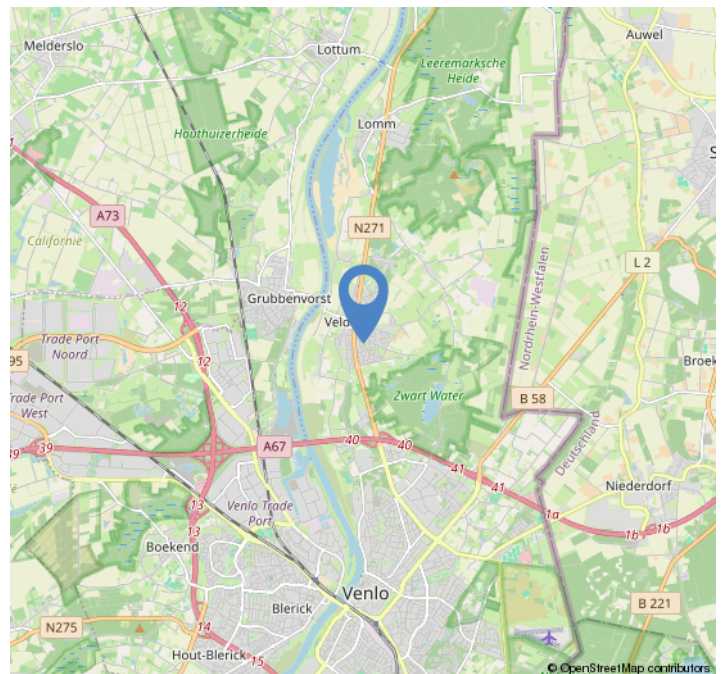 Auwel
Melderslo
Lottum
Leeremarksche
Heide
Lomm
Houthuizerheide
A73
N271
Californie
L 2
Nordrhein-Westfalen
12
Grubbenvorst
Trade Port
Noord
12
95
Trade Port
West
Zwart Water
B 58
Deutschland
39
39
A67
40
40
41
41
Niederdorf
13
13
Venlo Trade
Port
1a
1b
1b
Boekend
Venlo
Blerick
B 221
N275
14
Hout-Blerick
15
© OpenStreetMap contributors